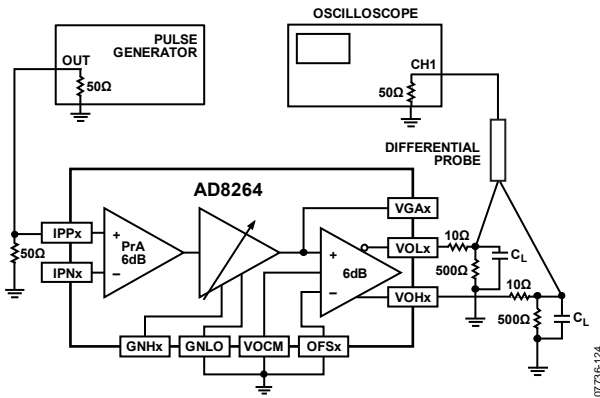 OSCILLOSCOPE
PULSE
GENERATOR
OUT
50Ω
CH1
50Ω
DIFFERENTIAL
PROBE
AD8264
VGAx
50Ω
IPPx
IPNx
+
PrA
6dB
–
+
6dB
–
VOLx
VOHx
10Ω
500Ω
CL
10Ω
500Ω
CL
GNHx
GNLO
VOCM
OFSx
07736-124